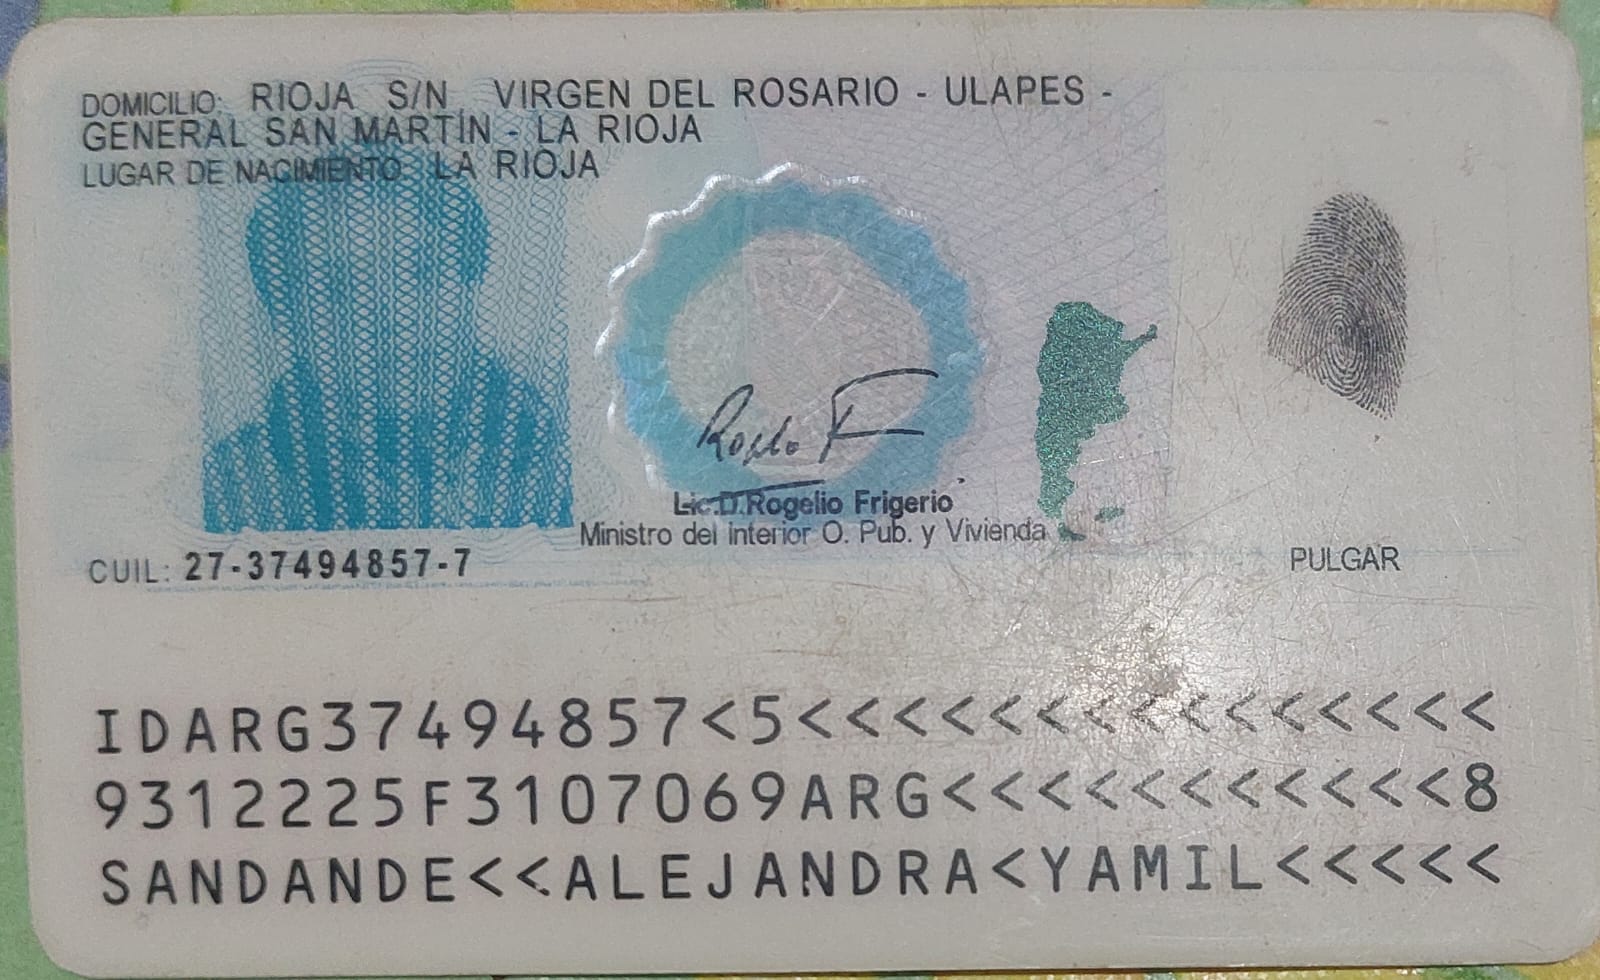 DOMICILIO: RIOJA S/N VIRGEN DEL ROSARIO - ULAPES -
GENERAL SAN MARTÍN - LA RIOJA
LUGAR DE NACIMIENTO: LA RIOJA
Lic.D.Rogelio Frigerio
Ministro del interior O. Pub. y Vivienda
CUIL: 27-37494857-7
PULGAR
IDARG37494857<5<<<<<<<<<<<<<<<
9312225F3107069ARG<<<<<<<<<<<8
SANDANDE<<ALEJANDRA<YAMIL<<<<<